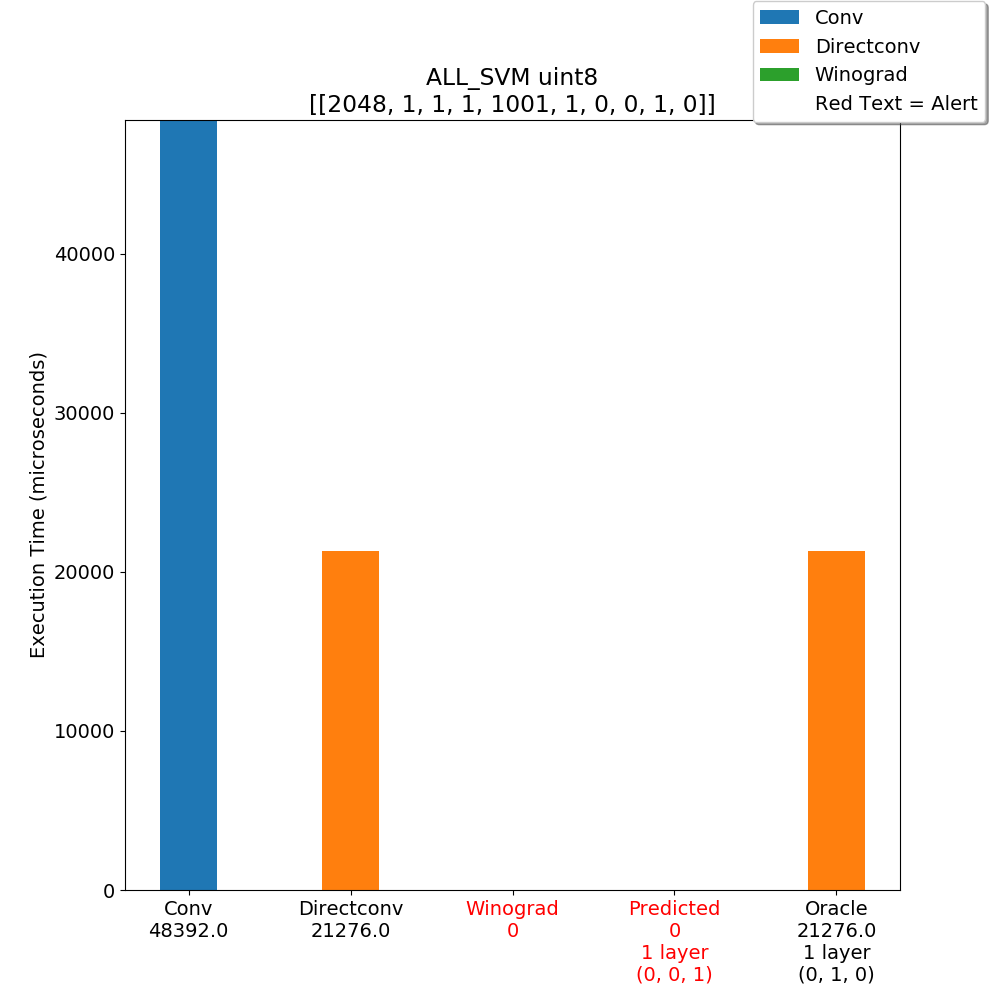 Conv
Directconv
Winograd
Red Text = Alert
ALL_SVM uint8
[[2048, 1, 1, 1, 1001, 1, 0, 0, 1, 0]]
Execution Time (microseconds)
40000
30000
20000
10000
0
Conv
48392.0
Directconv
21276.0
Winograd
0
Predicted
0
1 layer
(0, 0, 1)
Oracle
21276.0
1 layer
(0, 1, 0)